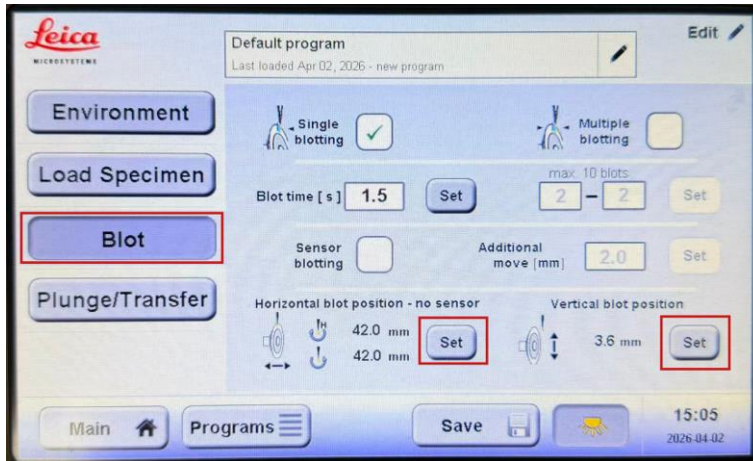 Leica
MICROSYSTEMS
Default program
Last loaded Apr 02, 2026 - new program
Edit
Environment
Load Specimen
Blot
Plunge/Transfer
Single
blotting
Multiple
blotting
Blot time [ s ] 1.5 Set
max. 10 blots
2 – 2 Set
Sensor
blotting
Additional
move [mm] 2.0 Set
Horizontal blot position - no sensor
H 42.0 mm
42.0 mm
Set
Vertical blot position
3.6 mm Set
Main
Programs
Save
15:05
2026-04-02